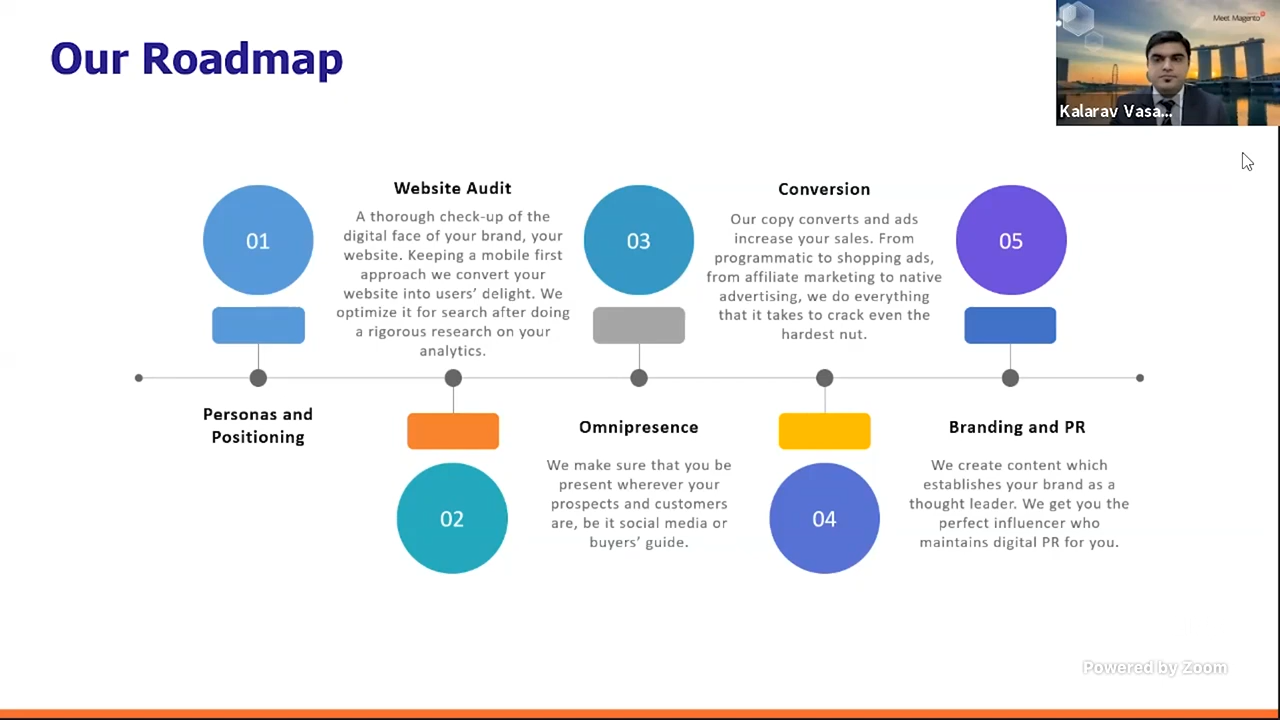 Our Roadmap
Meet Magento
Kalarav Vasa...
01
Personas and
Positioning
Website Audit
A thorough check-up of the
digital face of your brand, your
website. Keeping a mobile first
approach we convert your
website into users’ delight. We
optimize it for search after doing
a rigorous research on your
analytics.
02
03
Omnipresence
We make sure that you be
present wherever your
prospects and customers
are, be it social media or
buyers’ guide.
Conversion
Our copy converts and ads
increase your sales. From
programmatic to shopping ads,
from affiliate marketing to native
advertising, we do everything
that it takes to crack even the
hardest nut.
04
05
Branding and PR
We create content which
establishes your brand as a
thought leader. We get you the
perfect influencer who
maintains digital PR for you.
Powered by Zoom